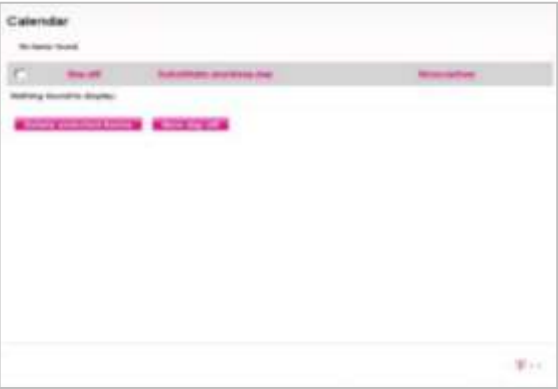 Calendar
No items found.
Day off Substitute working day Description
Nothing found to display.
Delete selected items New day off